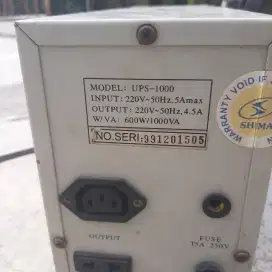 MODEL: UPS-1000
INPUT: 220V~50Hz, 5Amax
OUTPUT: 220V~50Hz, 4.5A
W/VA: 600W/1000VA
NO.SERI:991201505
WARRANTY VOID IF
OUTPUT
FUSE
T5A 250V